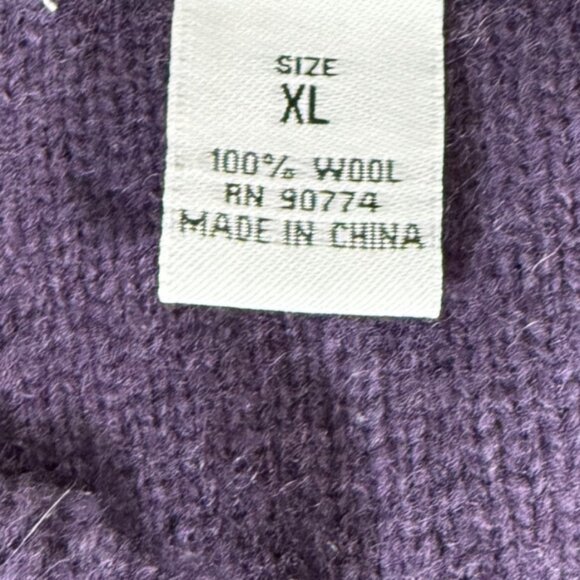 SIZE
XL
100% WOOL
RN 90774
MADE IN CHINA